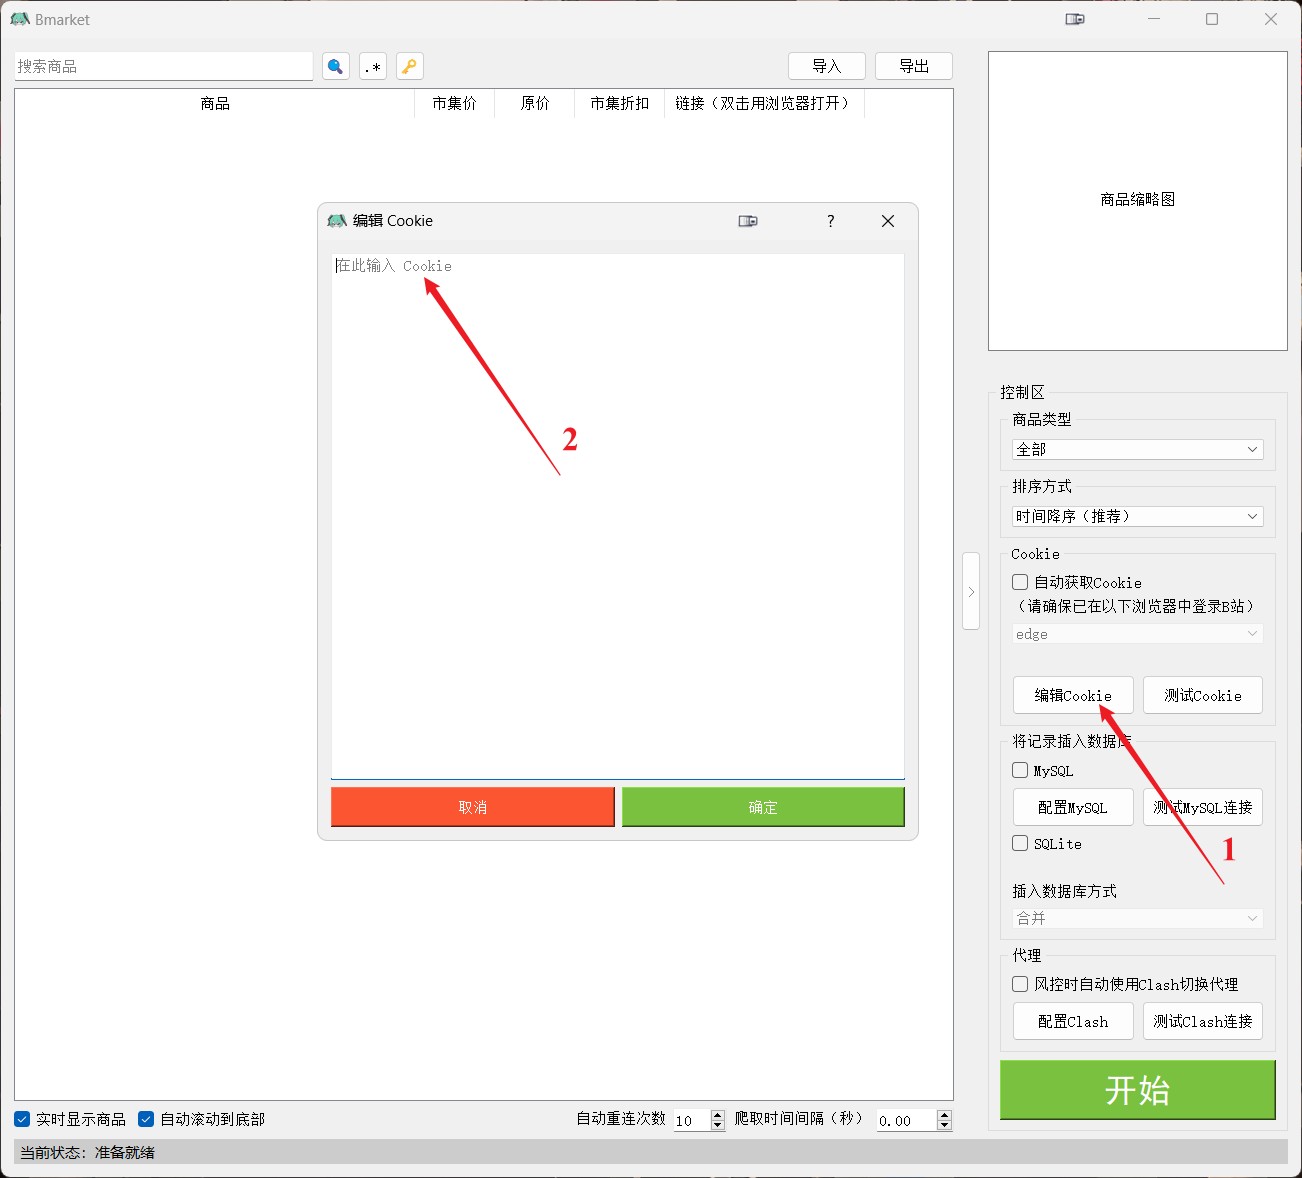 Bmarket
搜索商品
.*
导入
导出
商品
市集价
原价
市集折扣
链接（双击用浏览器打开）
商品缩略图
编辑 Cookie
?
在此输入 Cookie
2
取消
确定
控制区
商品类型
全部
排序方式
时间降序（推荐）
Cookie
自动获取Cookie
（请确保已在以下浏览器中登录B站）
edge
编辑Cookie
测试Cookie
将记录插入数据库
MySQL
配置MySQL
测试MySQL连接
SQLite
1
插入数据库方式
合并
代理
风控时自动使用Clash切换代理
配置Clash
测试Clash连接
开始
实时显示商品
自动滚动到底部
自动重连次数
10
爬取时间间隔（秒）
0.00
当前状态：准备就绪